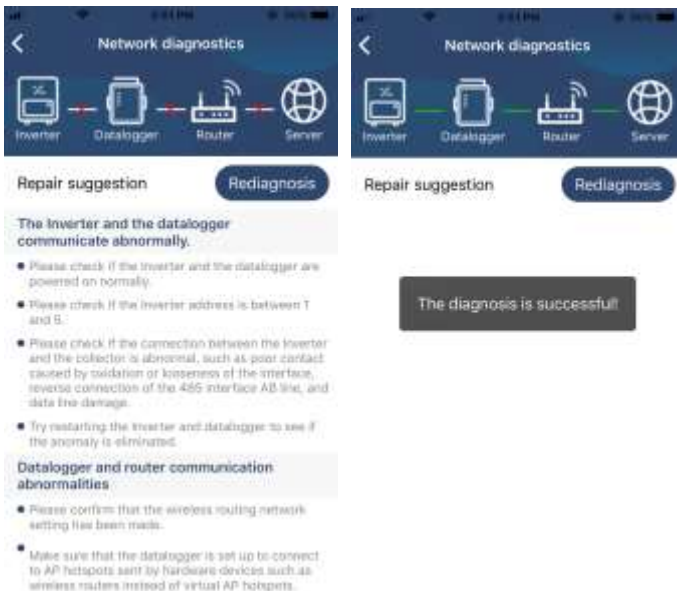 Network diagnostics
Inverter
Datalogger
Router
Server
Repair suggestion
Rediagnosis
The Inverter and the datalogger
communicate abnormally.
Please check if the Inverter and the datalogger are
powered on normally.
Please check if the Inverter address is between 1
and 5.
Please check if the connection between the Inverter
and the collector is abnormal, such as poor contact
caused by oxidation or looseness of the interface,
reverse connection of the 485 interface AB line, and
data line damage.
Try restarting the Inverter and datalogger to see if
the anomaly is eliminated.
Datalogger and router communication
abnormalities
Please confirm that the wireless routing network
setting has been made.
Make sure that the datalogger is set up to connect
to AP hotspots sent by hardware devices such as
wireless routers instead of virtual AP hotspots.
Network diagnostics
Inverter
Datalogger
Router
Server
Repair suggestion
Rediagnosis
The diagnosis is successful!